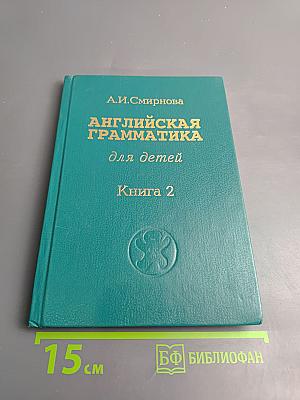 А.И.Смирнова
АНГЛИЙСКАЯ
ГРАММАТИКА
для детей
Книга 2
15 см
БФ БИБЛИОФАН